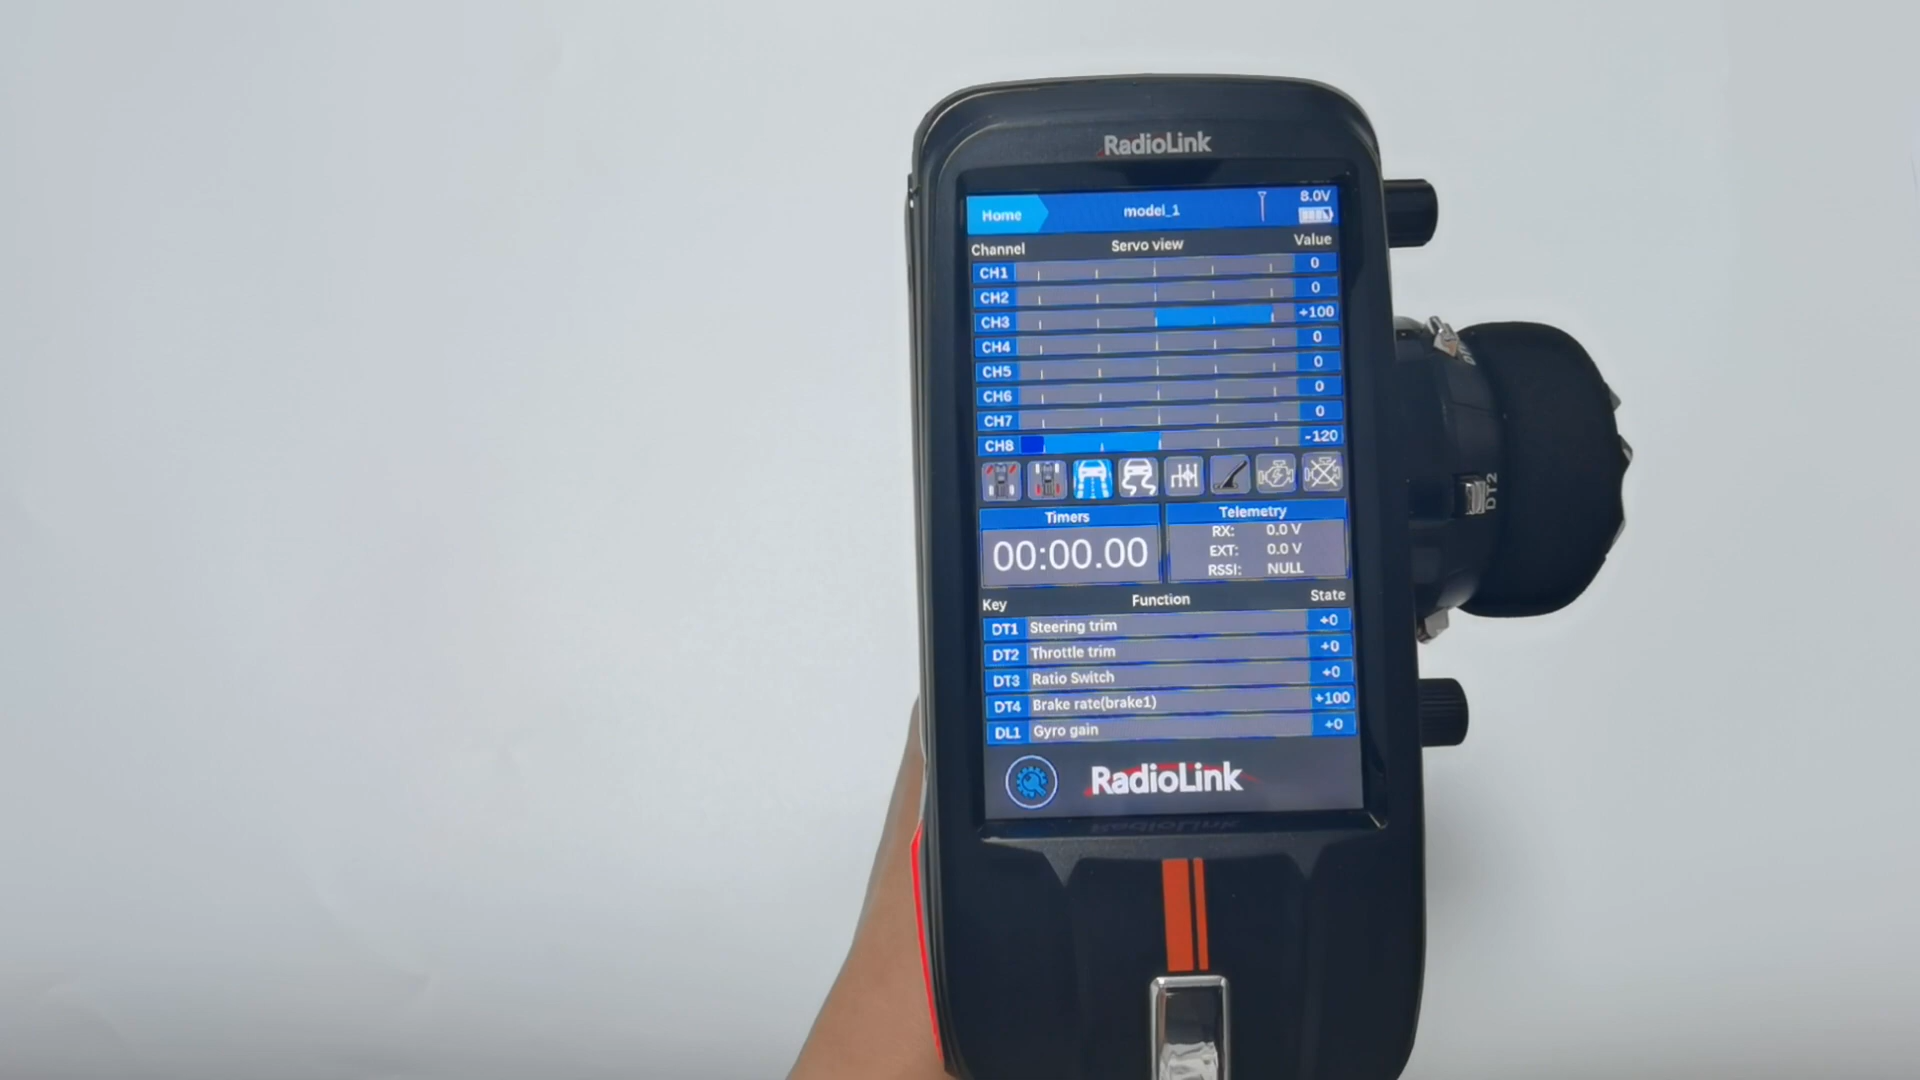 RadioLink
Home model_1 8.0V
Channel Servo view Value
CH1 0
CH2 0
CH3 +100
CH4 0
CH5 0
CH6 0
CH7 0
CH8 -120
Timers Telemetry
00:00.00
RX: 0.0 V
EXT: 0.0 V
RSSI: NULL
Key Function State
DT1 Steering trim +0
DT2 Throttle trim +0
DT3 Ratio Switch +0
DT4 Brake rate(brake1) +100
DL1 Gyro gain +0
RadioLink
DT2